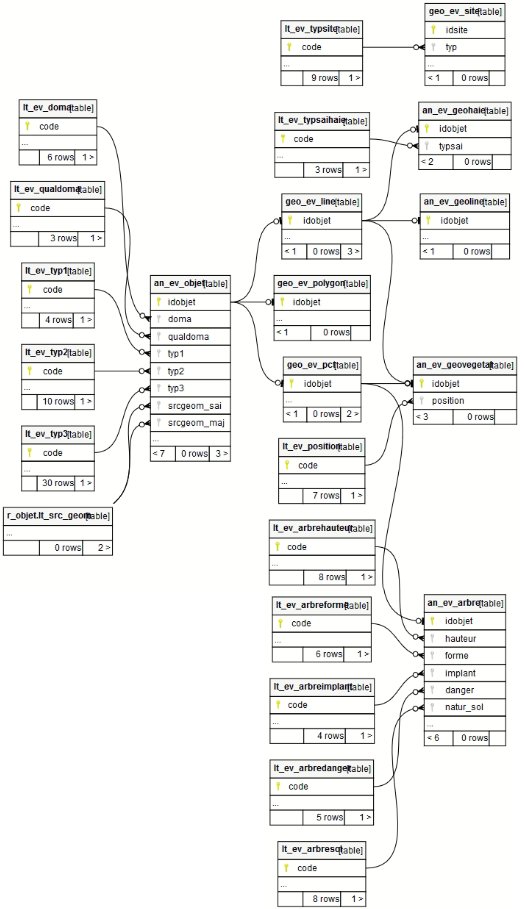 lt_ev_typsite [table]
code
...
9 rows 1 >
geo_ev_site [table]
idsite
typ
...
< 1 0 rows
lt_ev_doma [table]
code
...
6 rows 1 >
lt_ev_typsaihaie [table]
code
...
3 rows 1 >
an_ev_geohaie [table]
idobjet
typsai
...
< 2 0 rows
lt_ev_qualdoma [table]
code
...
3 rows 1 >
geo_ev_line [table]
idobjet
...
< 1 0 rows 3 >
an_ev_geoline [table]
idobjet
...
< 1 0 rows
lt_ev_typ1 [table]
code
...
4 rows 1 >
an_ev_objet [table]
idobjet
doma
qualdoma
typ1
typ2
typ3
srcgeom_sai
srcgeom_maj
...
< 7 0 rows 3 >
geo_ev_polygon [table]
idobjet
...
< 1 0 rows
lt_ev_typ2 [table]
code
...
10 rows 1 >
geo_ev_pct [table]
idobjet
...
< 1 0 rows 2 >
an_ev_geovegetat [table]
idobjet
position
...
< 3 0 rows
lt_ev_typ3 [table]
code
...
30 rows 1 >
lt_ev_position [table]
code
...
7 rows 1 >
r_objet.lt_src_geom [table]
...
0 rows 2 >
lt_ev_arbrehauteur [table]
code
...
8 rows 1 >
lt_ev_arbreforme [table]
code
...
6 rows 1 >
an_ev_arbre [table]
idobjet
hauteur
forme
implant
danger
natur_sol
...
< 6 0 rows
lt_ev_arbreimplant [table]
code
...
4 rows 1 >
lt_ev_arbredanger [table]
code
...
5 rows 1 >
lt_ev_arbresol [table]
code
...
8 rows 1 >